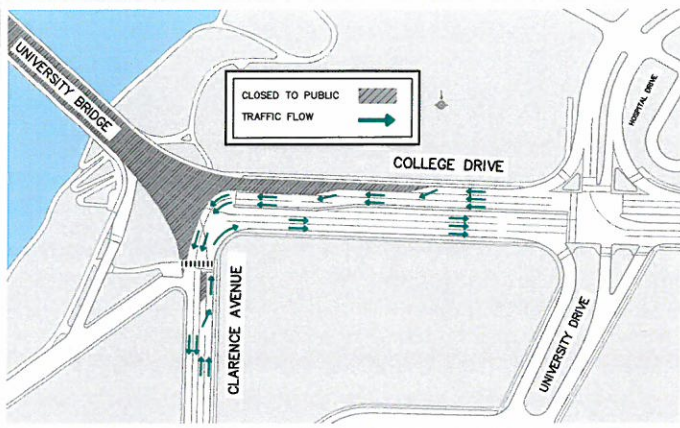 UNIVERSITY BRIDGE
CLOSED TO PUBLIC
TRAFFIC FLOW
COLLEGE DRIVE
HOSPITAL DRIVE
CLARENCE AVENUE
UNIVERSITY DRIVE